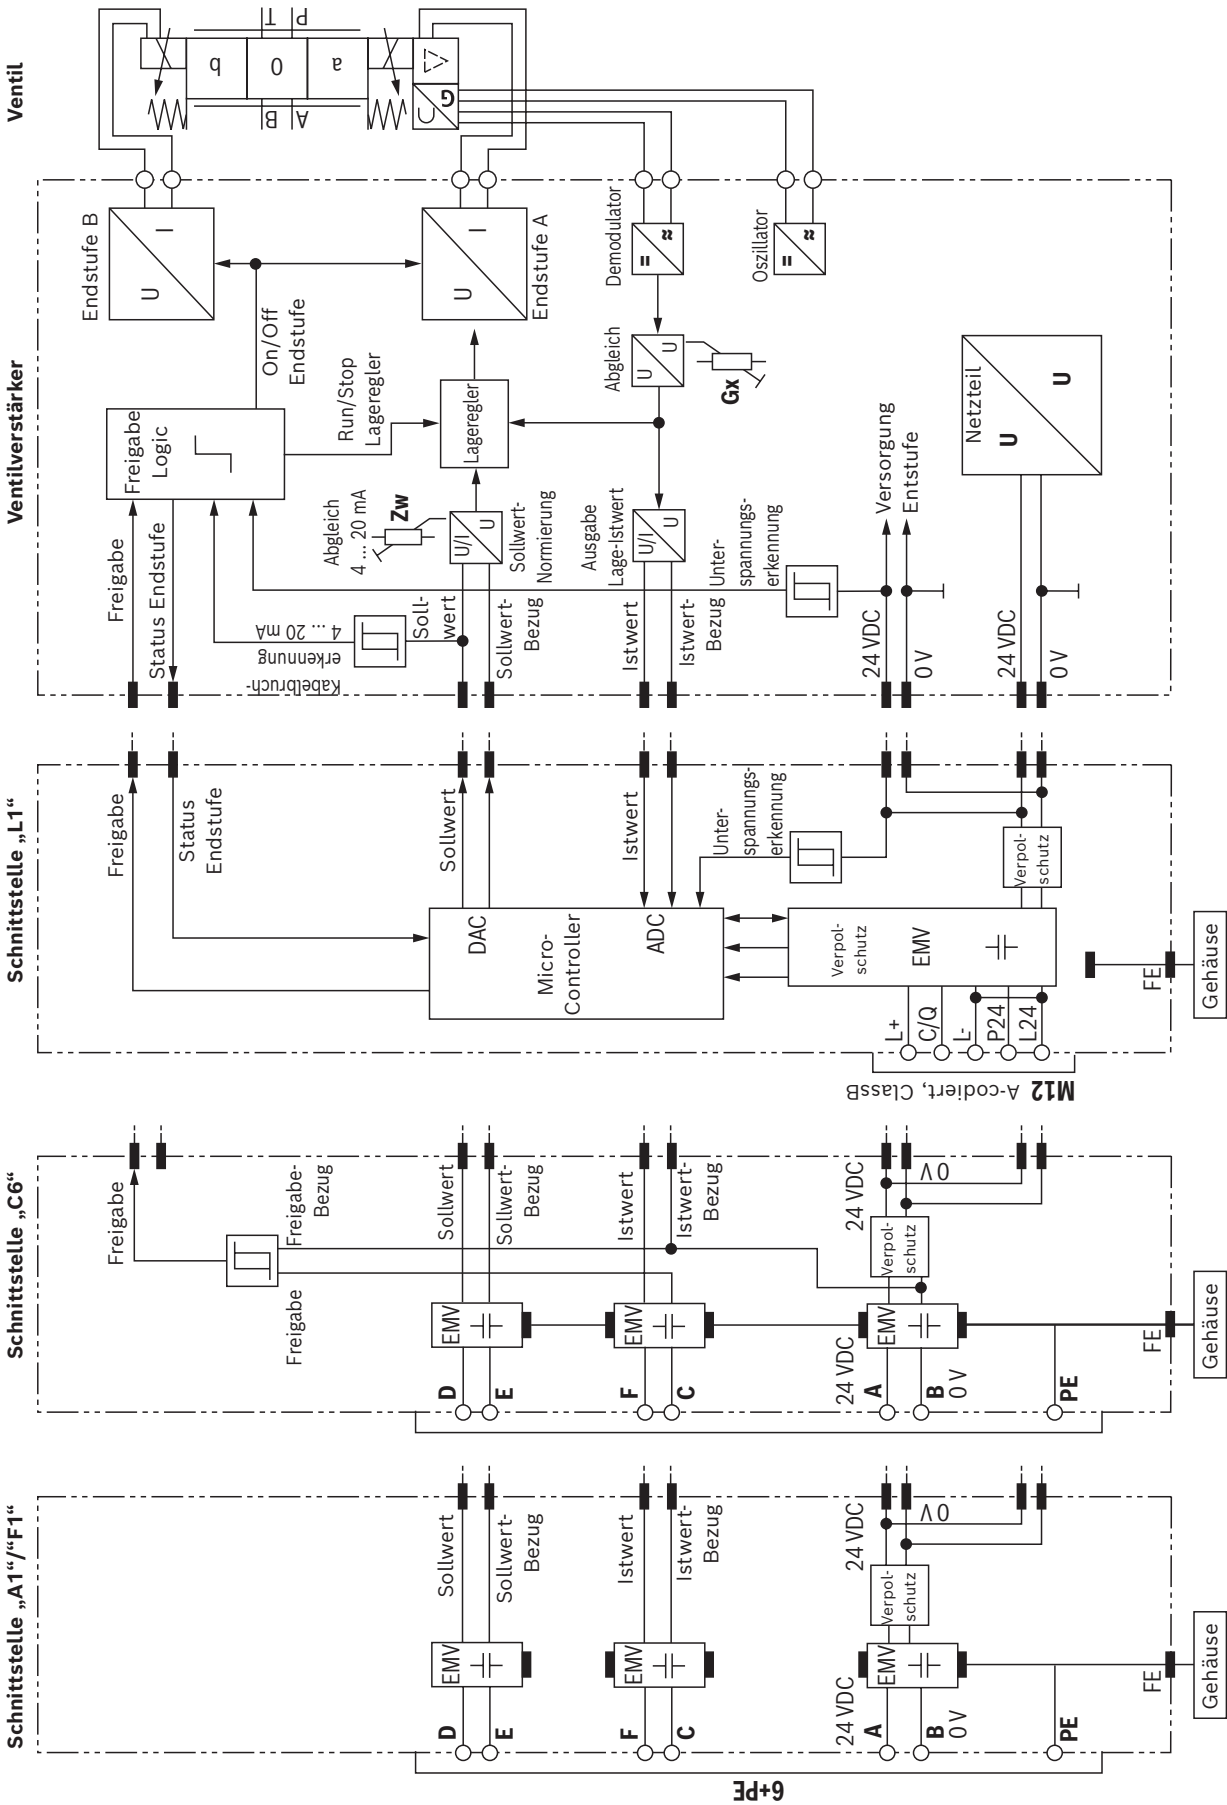 Ventil
P
T
b
0
a
B
A
G
U
Ventilverstärker
Endstufe B
U
I
On/Off
Endstufe
U
I
Endstufe A
Demodulator
=
≈
Oszillator
=
≈
Freigabe
Logic
Run/Stop
Lageregler
Lageregler
Abgleich
U
U
Gx
Netzteil
U
U
Freigabe
Status Endstufe
Kabelbruch-
erkennung
4 ... 20 mA
Abgleich
4 ... 20 mA
Zw
U/I
U
Sollwert-
Normierung
Soll-
wert
Sollwert-
Bezug
Ausgabe
Lage-Istwert
U/I
U
Istwert
Istwert-
Bezug
Unter-
spannungs-
erkennung
Versorgung
Entstufe
24 VDC
0 V
24 VDC
0 V
Schnittstelle „L1“
Freigabe
Status
Endstufe
Sollwert
Istwert
Unter-
spannungs-
erkennung
DAC
ADC
Micro-
Controller
Verpol-
schutz
Verpol-
schutz
EMV
L+
C/Q
L-
P24
L24
M12 A-codiert, ClassB
FE
Gehäuse
Schnittstelle „C6“
Freigabe
Freigabe-
Bezug
Freigabe
Sollwert
Sollwert-
Bezug
Istwert
Istwert-
Bezug
24 VDC
0 V
Verpol-
schutz
EMV
EMV
EMV
D
E
F
C
24 VDC
A
B
0 V
PE
FE
Gehäuse
Schnittstelle „A1“/"F1“
Sollwert
Sollwert-
Bezug
Istwert
Istwert-
Bezug
24 VDC
0 V
Verpol-
schutz
EMV
EMV
EMV
D
E
F
C
24 VDC
A
B
0 V
PE
FE
Gehäuse
6+PE